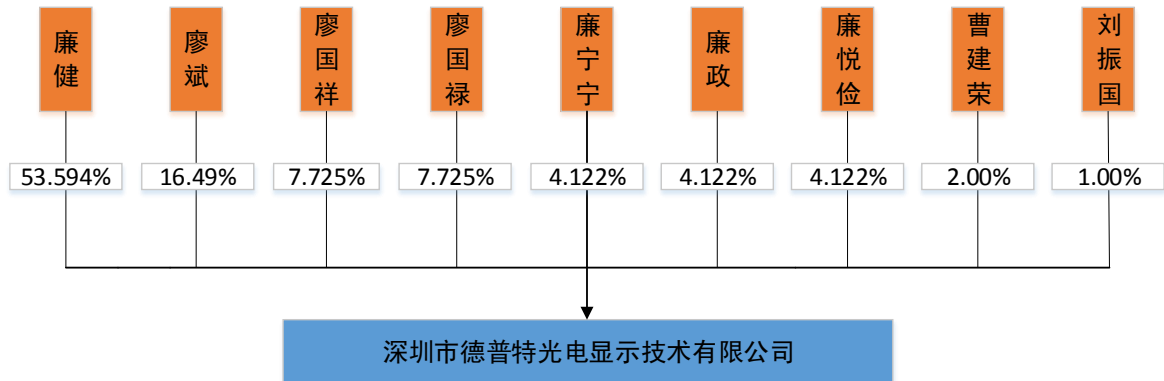 廉健
廖斌
廖国祥
廖国禄
廉宁宁
廉政
廉悦俭
曹建荣
刘振国
53.594%
16.49%
7.725%
7.725%
4.122%
4.122%
4.122%
2.00%
1.00%
深圳市德普特光电显示技术有限公司